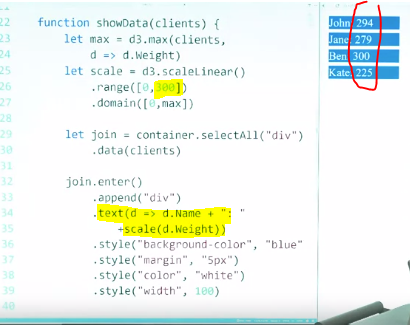 22 function showData(clients) {
23 let max = d3.max(clients,
24 d => d.Weight)
25 let scale = d3.scaleLinear()
26 .range([0,300])
27 .domain([0,max])
28
29 let join = container.selectAll("div")
30 .data(clients)
31
32 join.enter()
33 .append("div")
34 .text(d => d.Name + ": "
35 +scale(d.Weight))
36 .style("background-color", "blue"
37 .style("margin", "5px")
38 .style("color", "white")
39 .style("width", 100)
40
John: 294
Jane: 279
Ben: 300
Kate: 225